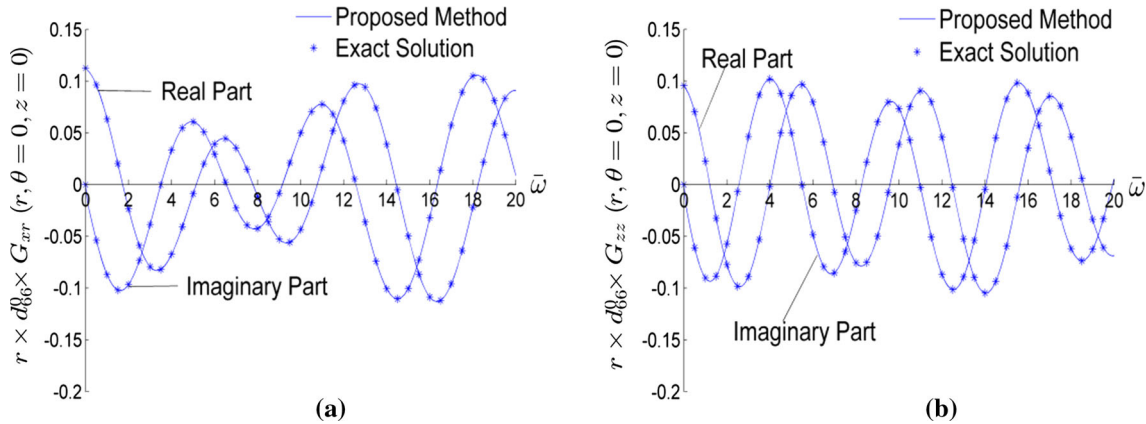 r × d⁰₆₆ × G_xr (r, θ = 0, z = 0)
Proposed Method
Exact Solution
0.15
0.1
0.05
0
-0.05
-0.1
-0.15
-0.2
Real Part
Imaginary Part
2 4 6 8 10 12 14 16 18 20
ω̄
(a)
r × d⁰₆₆ × G_zz (r, θ = 0, z = 0)
Proposed Method
Exact Solution
0.15
0.1
0.05
0
-0.05
-0.1
-0.15
-0.2
Real Part
Imaginary Part
0 2 4 6 8 10 12 14 16 18 20
ω̄
(b)